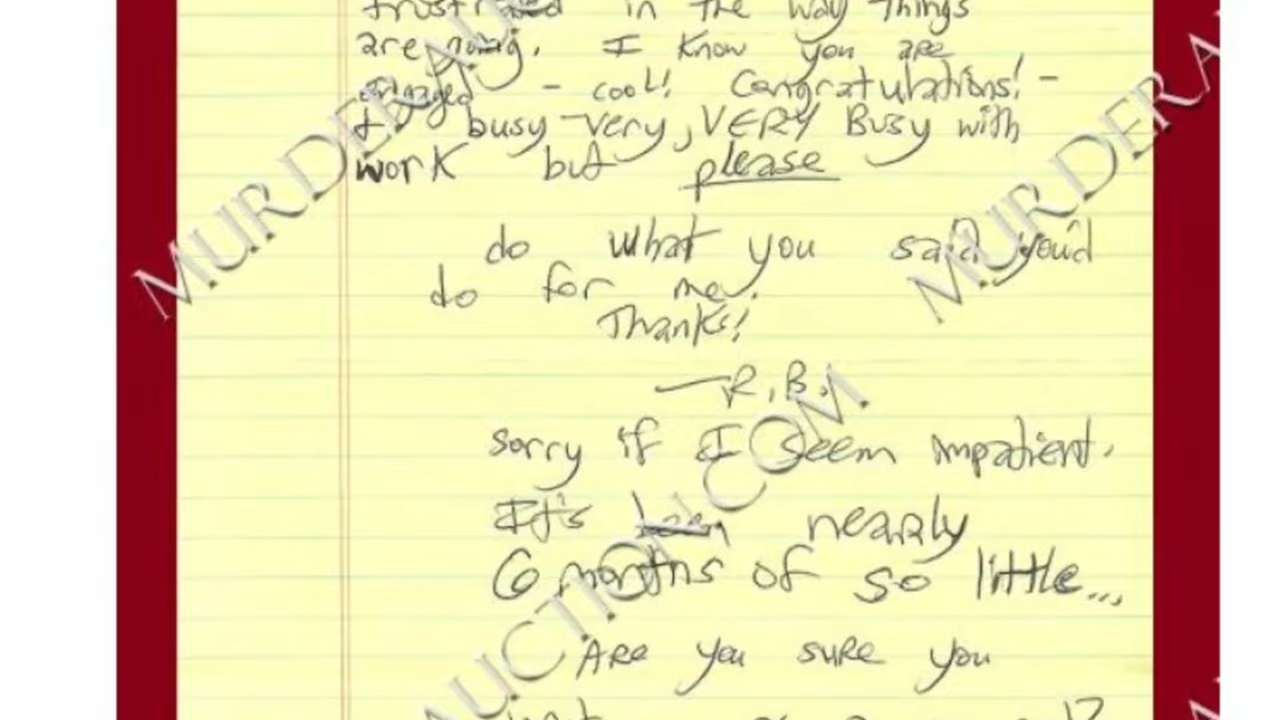 frustrated in the way things
are going. I know you are
engaged - cool! Congratulations! -
& busy - very, VERY Busy with
work but please
do what you said you'd
do for me.
Thanks!
— R.B.
sorry if I seem impatient.
It's been nearly
6 months of so little...
Are you sure you
MURDERAUCTION.COM
MURDERA